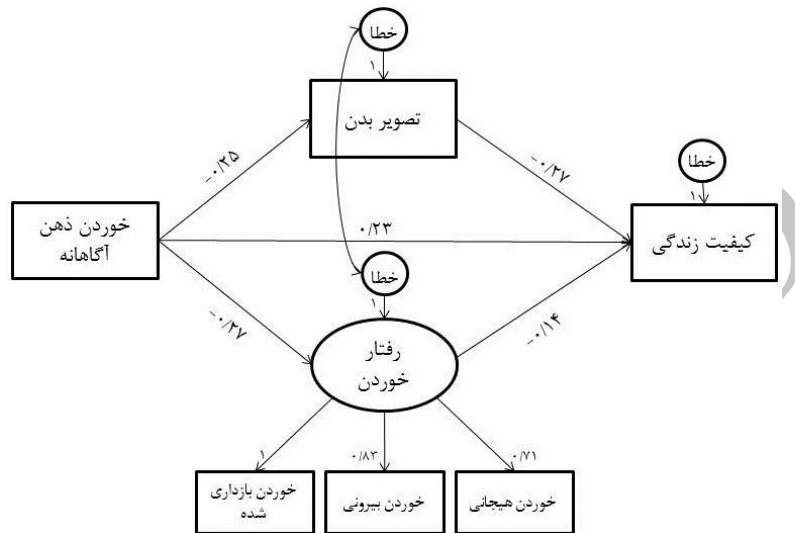 خطا
۱
تصویر بدن
-۰/۲۵
-۰/۲۷
خطا
۱
خوردن ذهن
آگاهانه
۰/۲۳
کیفیت زندگی
خطا
۱
-۰/۲۷
-۰/۱۴
رفتار
خوردن
۱
۰/۸۳
۰/۷۱
خوردن بازداری
شده
خوردن بیرونی
خوردن هیجانی